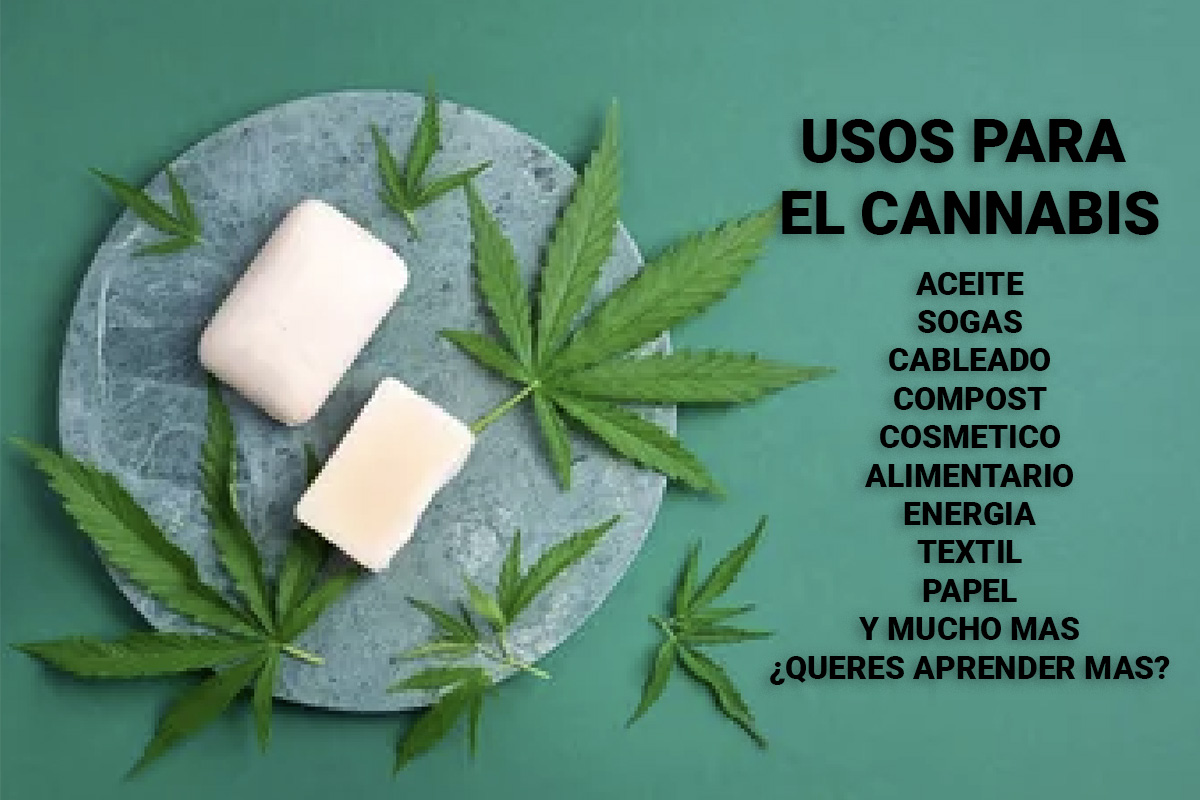 USOS PARA
EL CANNABIS
ACEITE
SOGAS
CABLEADO
COMPOST
COSMETICO
ALIMENTARIO
ENERGIA
TEXTIL
PAPEL
Y MUCHO MAS
¿QUERES APRENDER MAS?